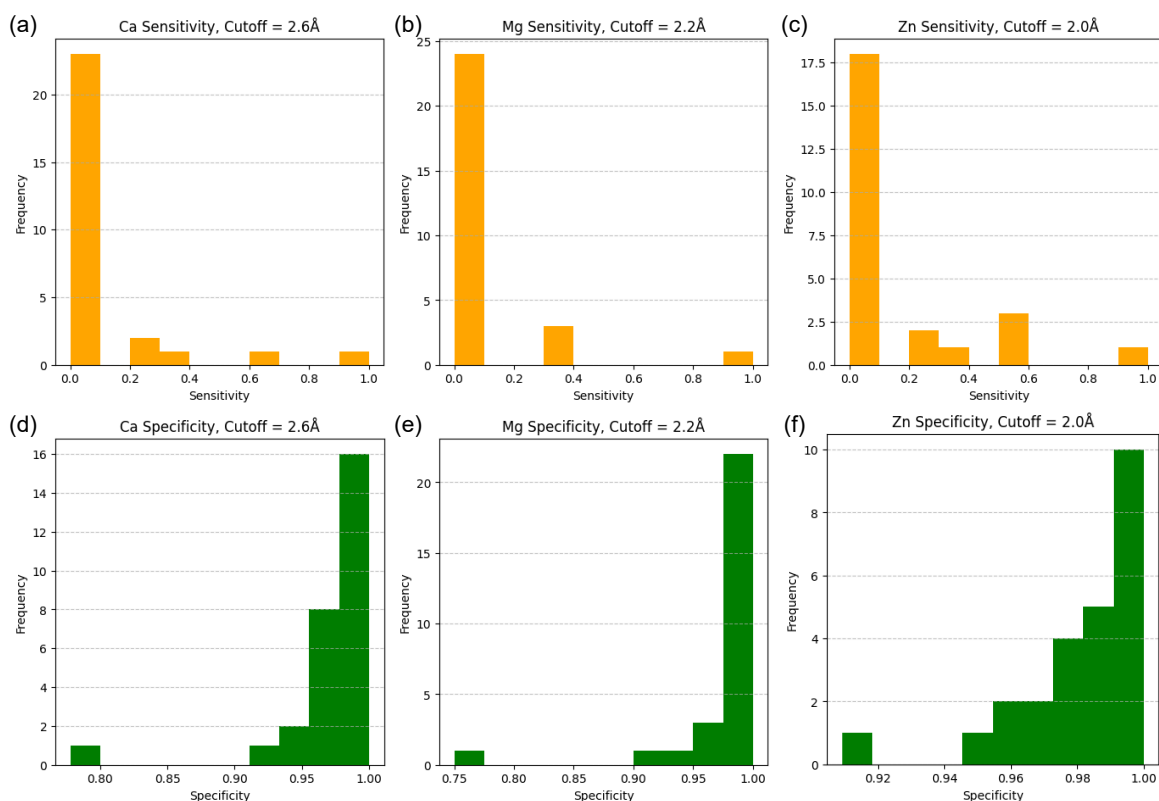 (a)
Ca Sensitivity, Cutoff = 2.6Å
Frequency
20
15
10
5
0
0.0 0.2 0.4 0.6 0.8 1.0
Sensitivity
(b)
Mg Sensitivity, Cutoff = 2.2Å
Frequency
25
20
15
10
5
0
0.0 0.2 0.4 0.6 0.8 1.0
Sensitivity
(c)
Zn Sensitivity, Cutoff = 2.0Å
Frequency
17.5
15.0
12.5
10.0
7.5
5.0
2.5
0.0
0.0 0.2 0.4 0.6 0.8 1.0
Sensitivity
(d)
Ca Specificity, Cutoff = 2.6Å
Frequency
16
14
12
10
8
6
4
2
0
0.80 0.85 0.90 0.95 1.00
Specificity
(e)
Mg Specificity, Cutoff = 2.2Å
Frequency
20
15
10
5
0
0.75 0.80 0.85 0.90 0.95 1.00
Specificity
(f)
Zn Specificity, Cutoff = 2.0Å
Frequency
10
8
6
4
2
0
0.92 0.94 0.96 0.98 1.00
Specificity